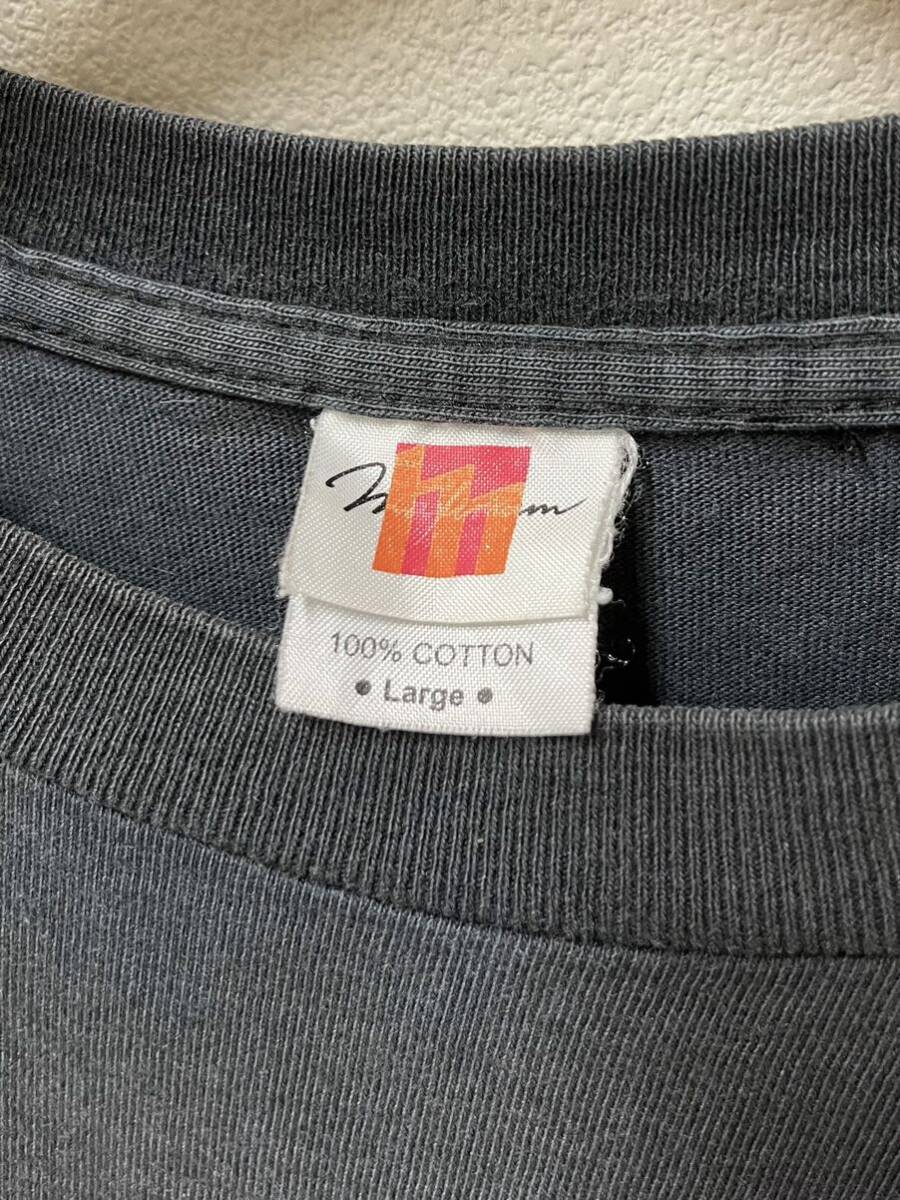 100% COTTON
• Large •